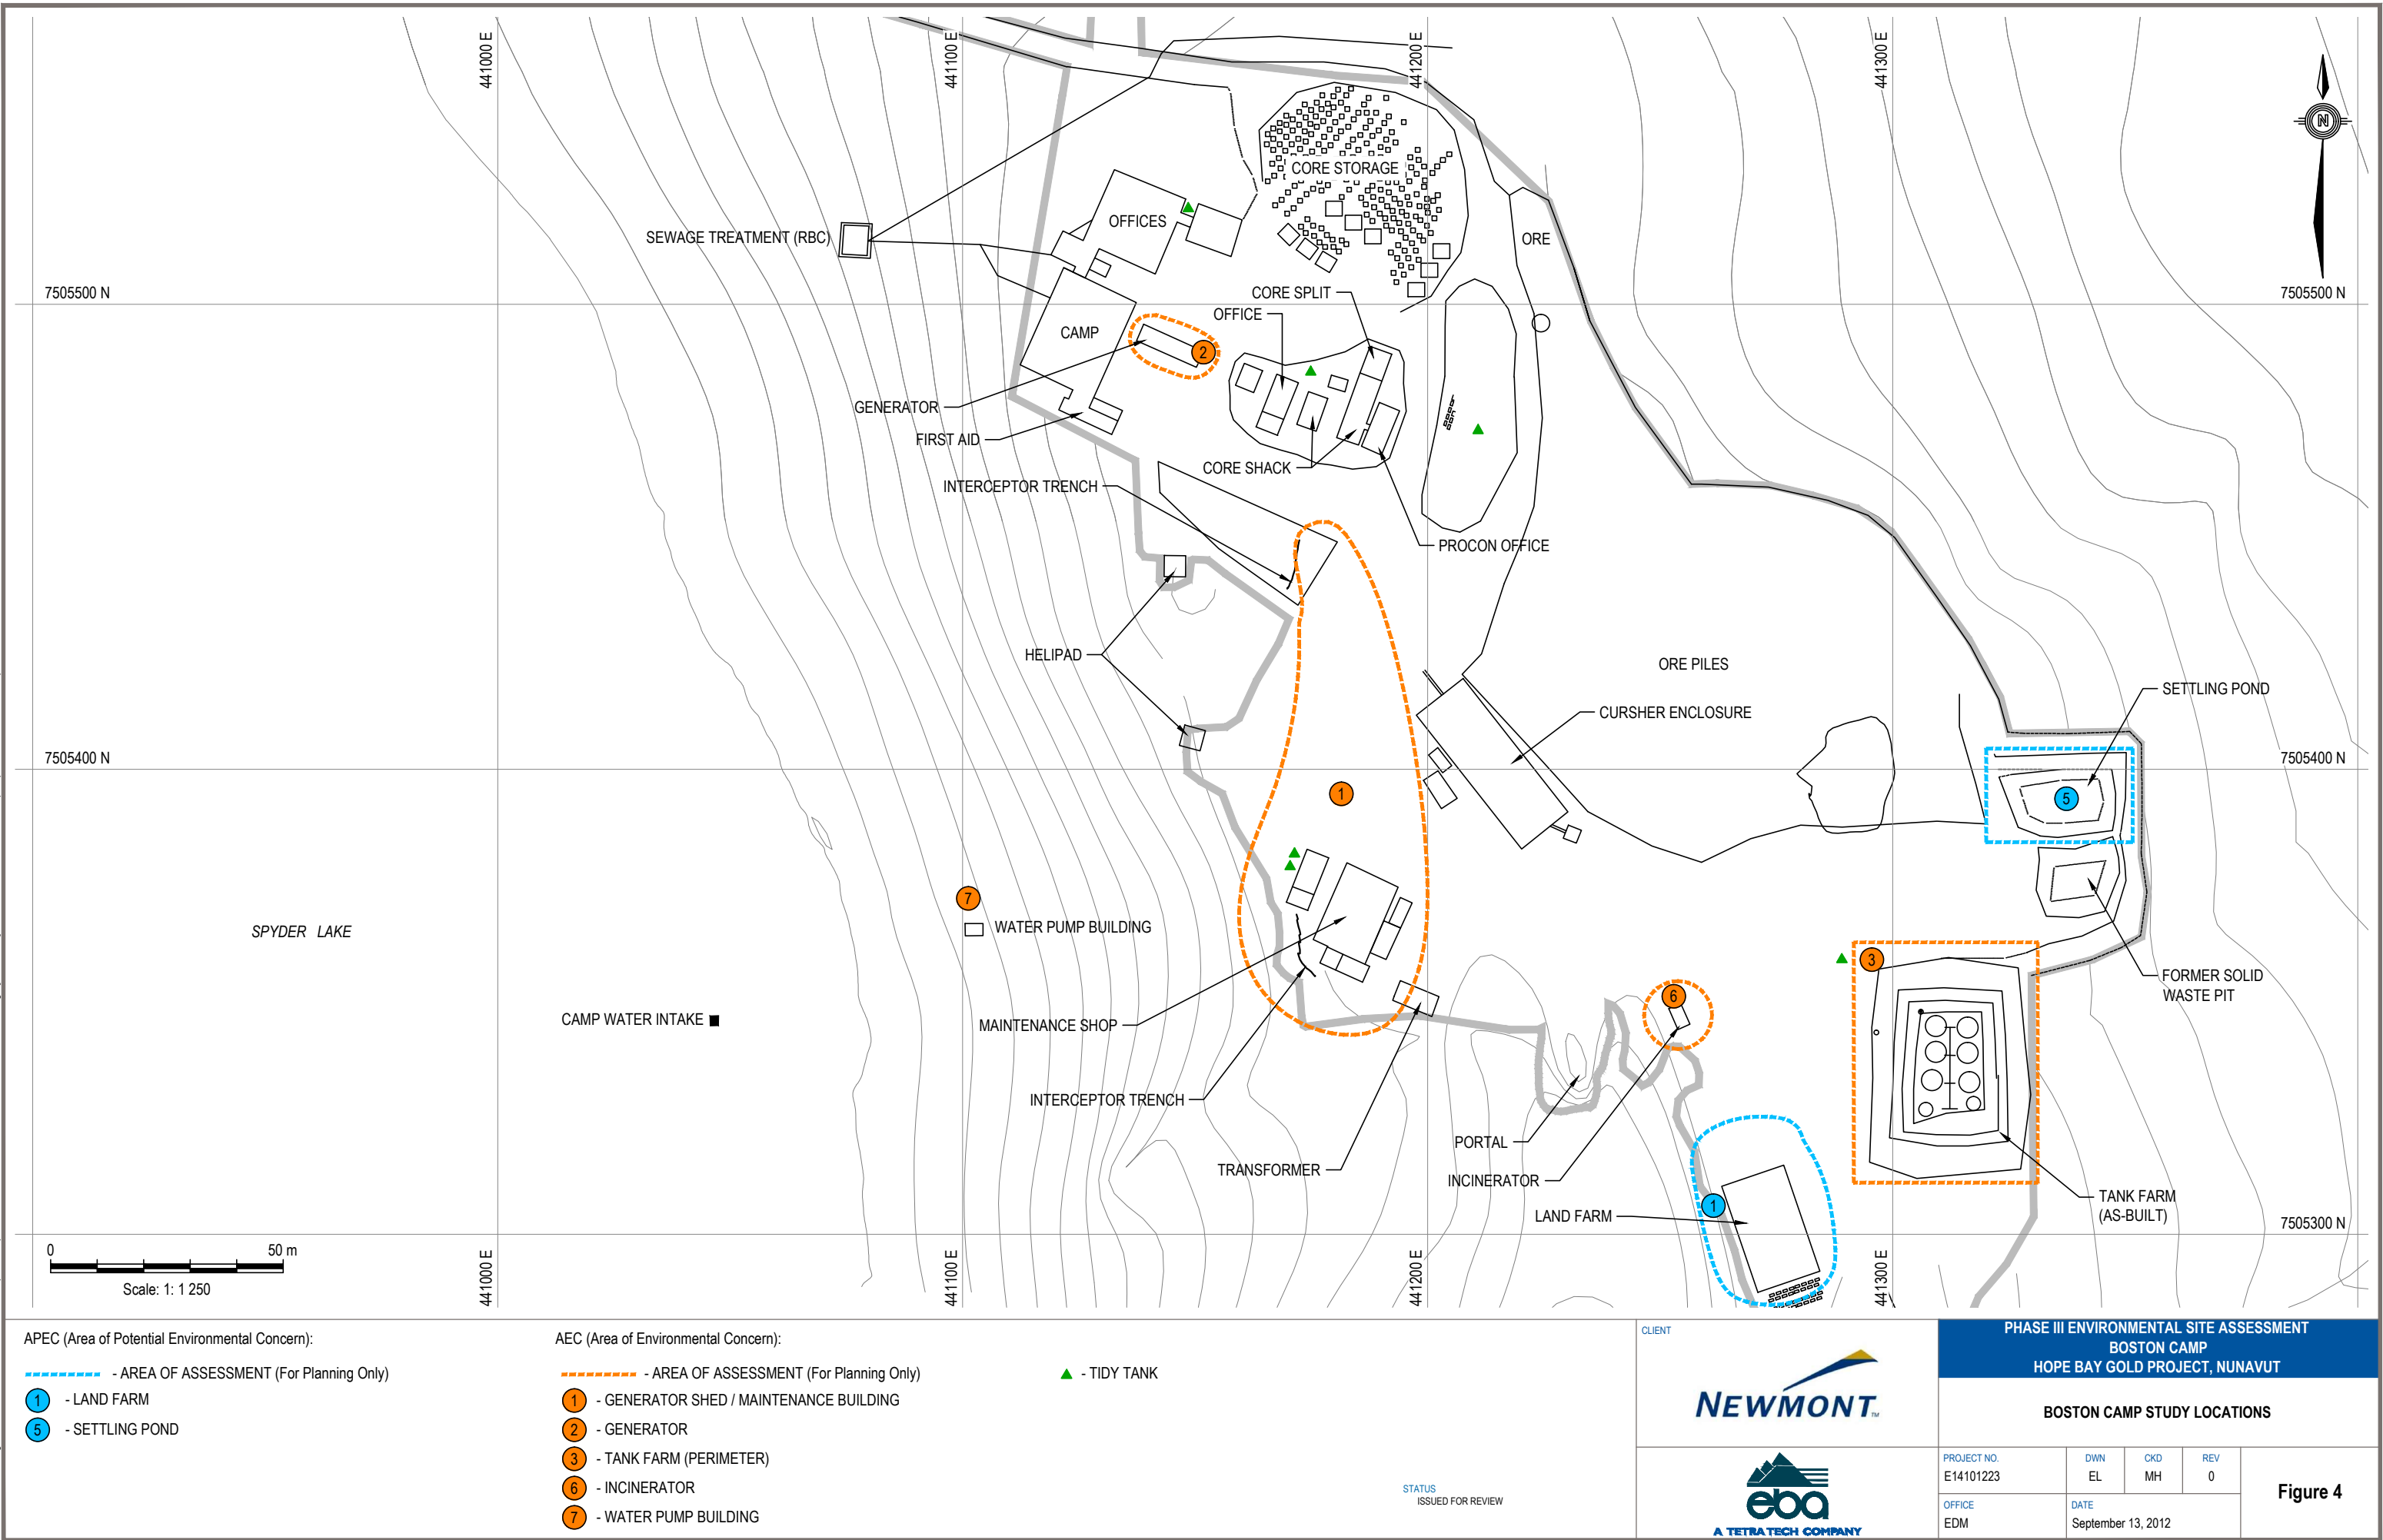 441000 E
441100 E
441200 E
441300 E
N
CORE STORAGE
OFFICES
SEWAGE TREATMENT (RBC)
ORE
7505500 N
7505500 N
CORE SPLIT
OFFICE
CAMP
2
GENERATOR
FIRST AID
CORE SHACK
INTERCEPTOR TRENCH
PROCON OFFICE
HELIPAD
ORE PILES
SETTLING POND
CURSHER ENCLOSURE
7505400 N
7505400 N
1
5
7
WATER PUMP BUILDING
SPYDER LAKE
3
FORMER SOLID
WASTE PIT
6
CAMP WATER INTAKE
MAINTENANCE SHOP
INTERCEPTOR TRENCH
PORTAL
TRANSFORMER
INCINERATOR
TANK FARM
(AS-BUILT)
1
LAND FARM
7505300 N
0 50 m
Scale: 1: 1 250
441000 E
441100 E
441200 E
441300 E
APEC (Area of Potential Environmental Concern):
- AREA OF ASSESSMENT (For Planning Only)
1 - LAND FARM
5 - SETTLING POND
AEC (Area of Environmental Concern):
- AREA OF ASSESSMENT (For Planning Only)
1 - GENERATOR SHED / MAINTENANCE BUILDING
2 - GENERATOR
3 - TANK FARM (PERIMETER)
6 - INCINERATOR
7 - WATER PUMP BUILDING
- TIDY TANK
STATUS
ISSUED FOR REVIEW
CLIENT
NEWMONT™
eba
A TETRA TECH COMPANY
PHASE III ENVIRONMENTAL SITE ASSESSMENT
BOSTON CAMP
HOPE BAY GOLD PROJECT, NUNAVUT
BOSTON CAMP STUDY LOCATIONS
PROJECT NO.
E14101223
DWN
EL
CKD
MH
REV
0
OFFICE
EDM
DATE
September 13, 2012
Figure 4